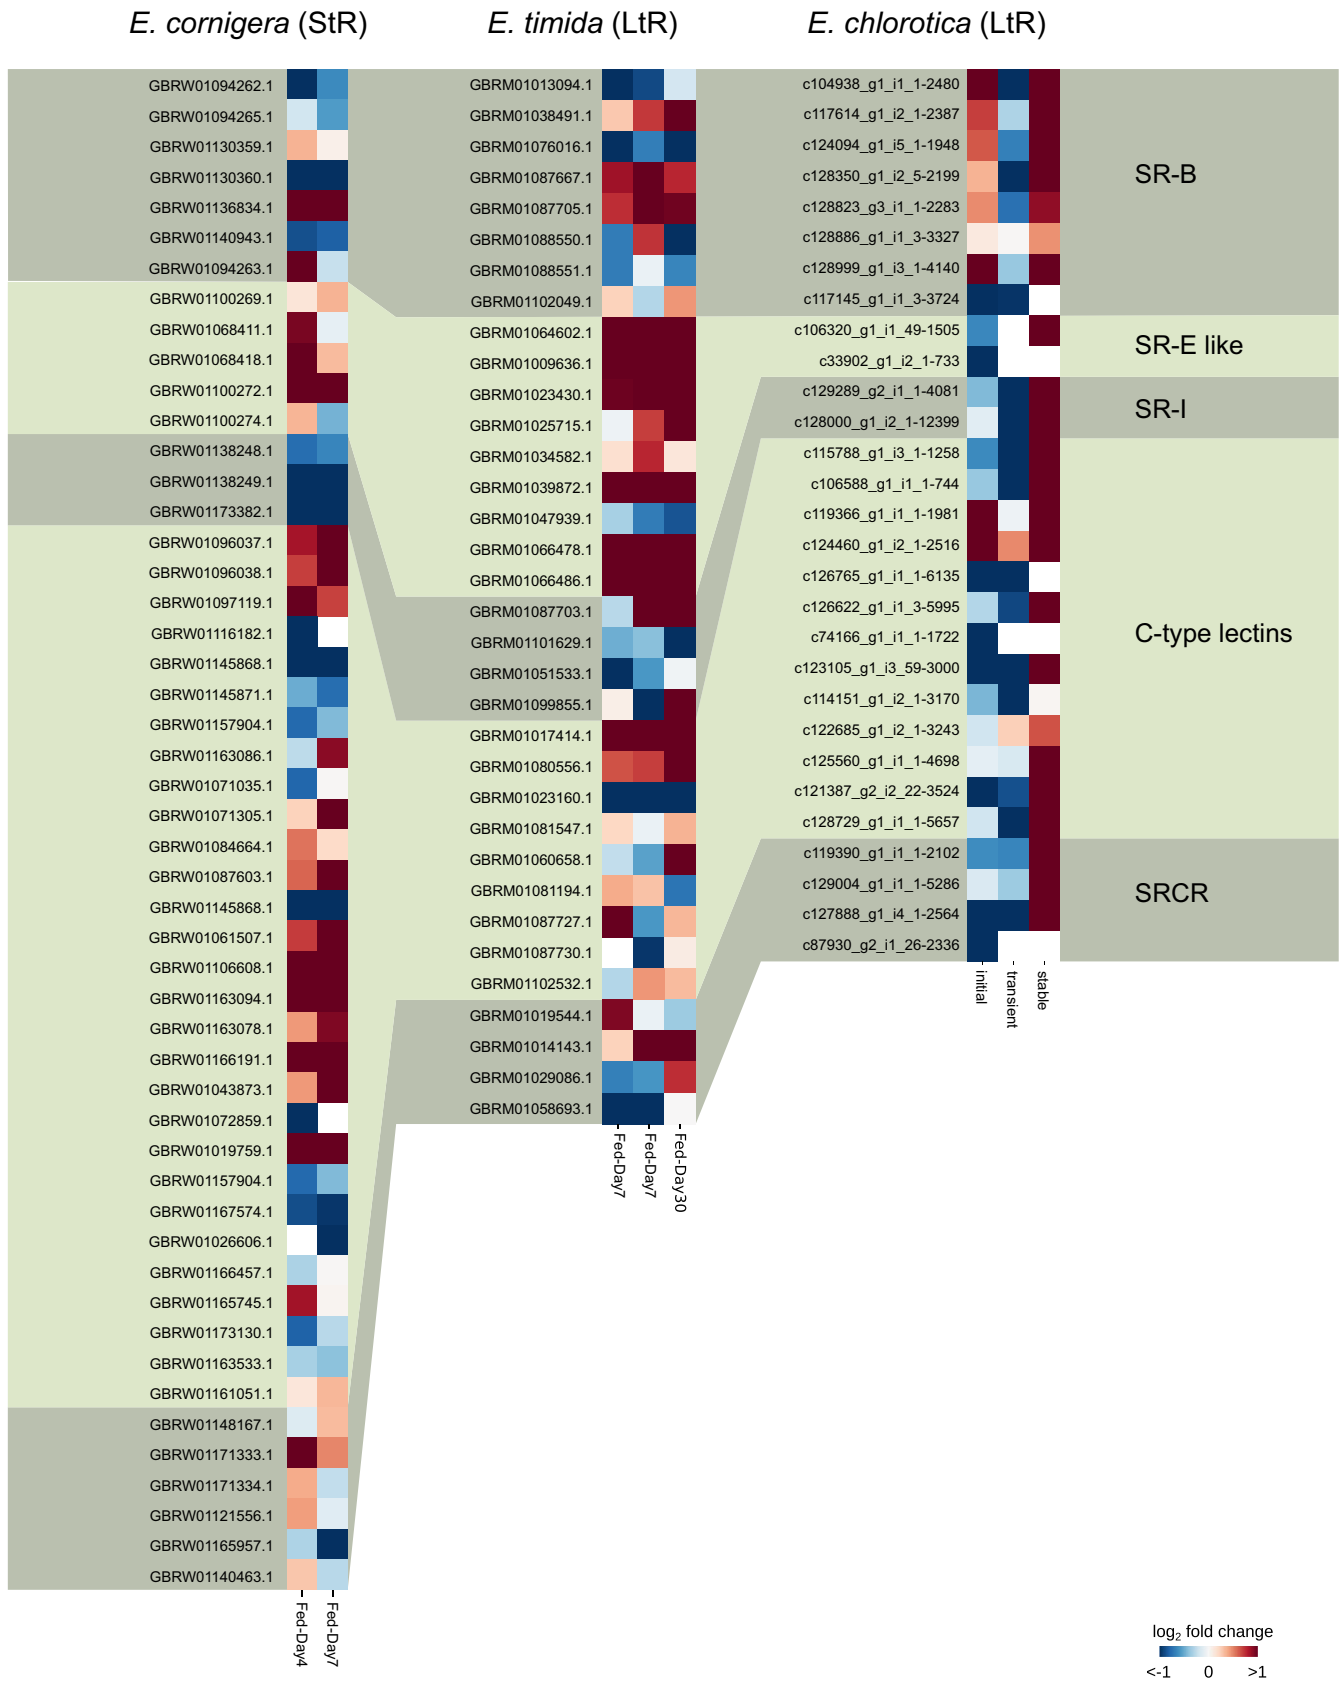 E. cornigera (StR)
E. timida (LtR)
E. chlorotica (LtR)
GBRW01094262.1
GBRW01094265.1
GBRW01130359.1
GBRW01130360.1
GBRW01136834.1
GBRW01140943.1
GBRW01094263.1
GBRW01100269.1
GBRW01068411.1
GBRW01068418.1
GBRW01100272.1
GBRW01100274.1
GBRW01138248.1
GBRW01138249.1
GBRW01173382.1
GBRW01096037.1
GBRW01096038.1
GBRW01097119.1
GBRW01116182.1
GBRW01145868.1
GBRW01145871.1
GBRW01157904.1
GBRW01163086.1
GBRW01071035.1
GBRW01071305.1
GBRW01084664.1
GBRW01087603.1
GBRW01145868.1
GBRW01061507.1
GBRW01106608.1
GBRW01163094.1
GBRW01163078.1
GBRW01166191.1
GBRW01043873.1
GBRW01072859.1
GBRW01019759.1
GBRW01157904.1
GBRW01167574.1
GBRW01026606.1
GBRW01166457.1
GBRW01165745.1
GBRW01173130.1
GBRW01163533.1
GBRW01161051.1
GBRW01148167.1
GBRW01171333.1
GBRW01171334.1
GBRW01121556.1
GBRW01165957.1
GBRW01140463.1
Fed-Day4
Fed-Day7
GBRM01013094.1
GBRM01038491.1
GBRM01076016.1
GBRM01087667.1
GBRM01087705.1
GBRM01088550.1
GBRM01088551.1
GBRM01102049.1
GBRM01064602.1
GBRM01009636.1
GBRM01023430.1
GBRM01025715.1
GBRM01034582.1
GBRM01039872.1
GBRM01047939.1
GBRM01066478.1
GBRM01066486.1
GBRM01087703.1
GBRM01101629.1
GBRM01051533.1
GBRM01099855.1
GBRM01017414.1
GBRM01080556.1
GBRM01023160.1
GBRM01081547.1
GBRM01060658.1
GBRM01081194.1
GBRM01087727.1
GBRM01087730.1
GBRM01102532.1
GBRM01019544.1
GBRM01014143.1
GBRM01029086.1
GBRM01058693.1
Fed-Day7
Fed-Day7
Fed-Day30
c104938_g1_i1_1-2480
c117614_g1_i2_1-2387
c124094_g1_i5_1-1948
c128350_g1_i2_5-2199
c128823_g3_i1_1-2283
c128886_g1_i1_3-3327
c128999_g1_i3_1-4140
c117145_g1_i1_3-3724
c106320_g1_i1_49-1505
c33902_g1_i2_1-733
c129289_g2_i1_1-4081
c128000_g1_i2_1-12399
c115788_g1_i3_1-1258
c106588_g1_i1_1-744
c119366_g1_i1_1-1981
c124460_g1_i2_1-2516
c126765_g1_i1_1-6135
c126622_g1_i1_3-5995
c74166_g1_i1_1-1722
c123105_g1_i3_59-3000
c114151_g1_i2_1-3170
c122685_g1_i2_1-3243
c125560_g1_i1_1-4698
c121387_g2_i2_22-3524
c128729_g1_i1_1-5657
c119390_g1_i1_1-2102
c129004_g1_i1_1-5286
c127888_g1_i4_1-2564
c87930_g2_i1_26-2336
initial
transient
stable
SR-B
SR-E like
SR-I
C-type lectins
SRCR
log₂ fold change
<-1 0 >1